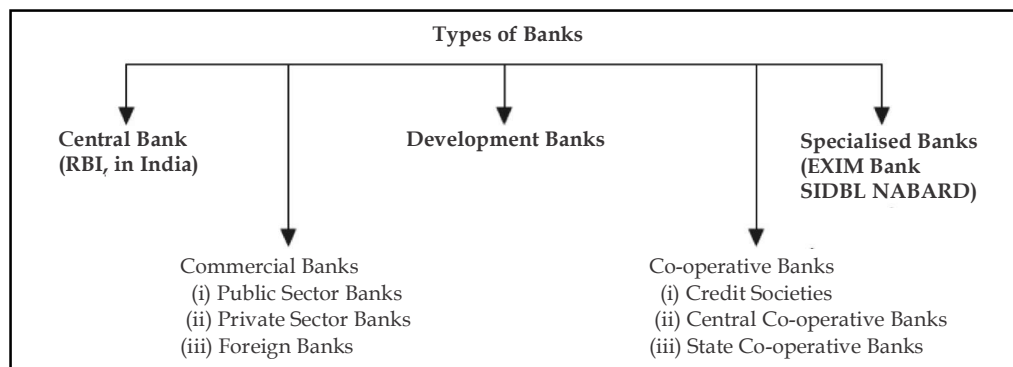 Types of Banks
Central Bank
(RBI, in India)
Development Banks
Specialised Banks
(EXIM Bank
SIDBL NABARD)
Commercial Banks
(i) Public Sector Banks
(ii) Private Sector Banks
(iii) Foreign Banks
Co-operative Banks
(i) Credit Societies
(ii) Central Co-operative Banks
(iii) State Co-operative Banks